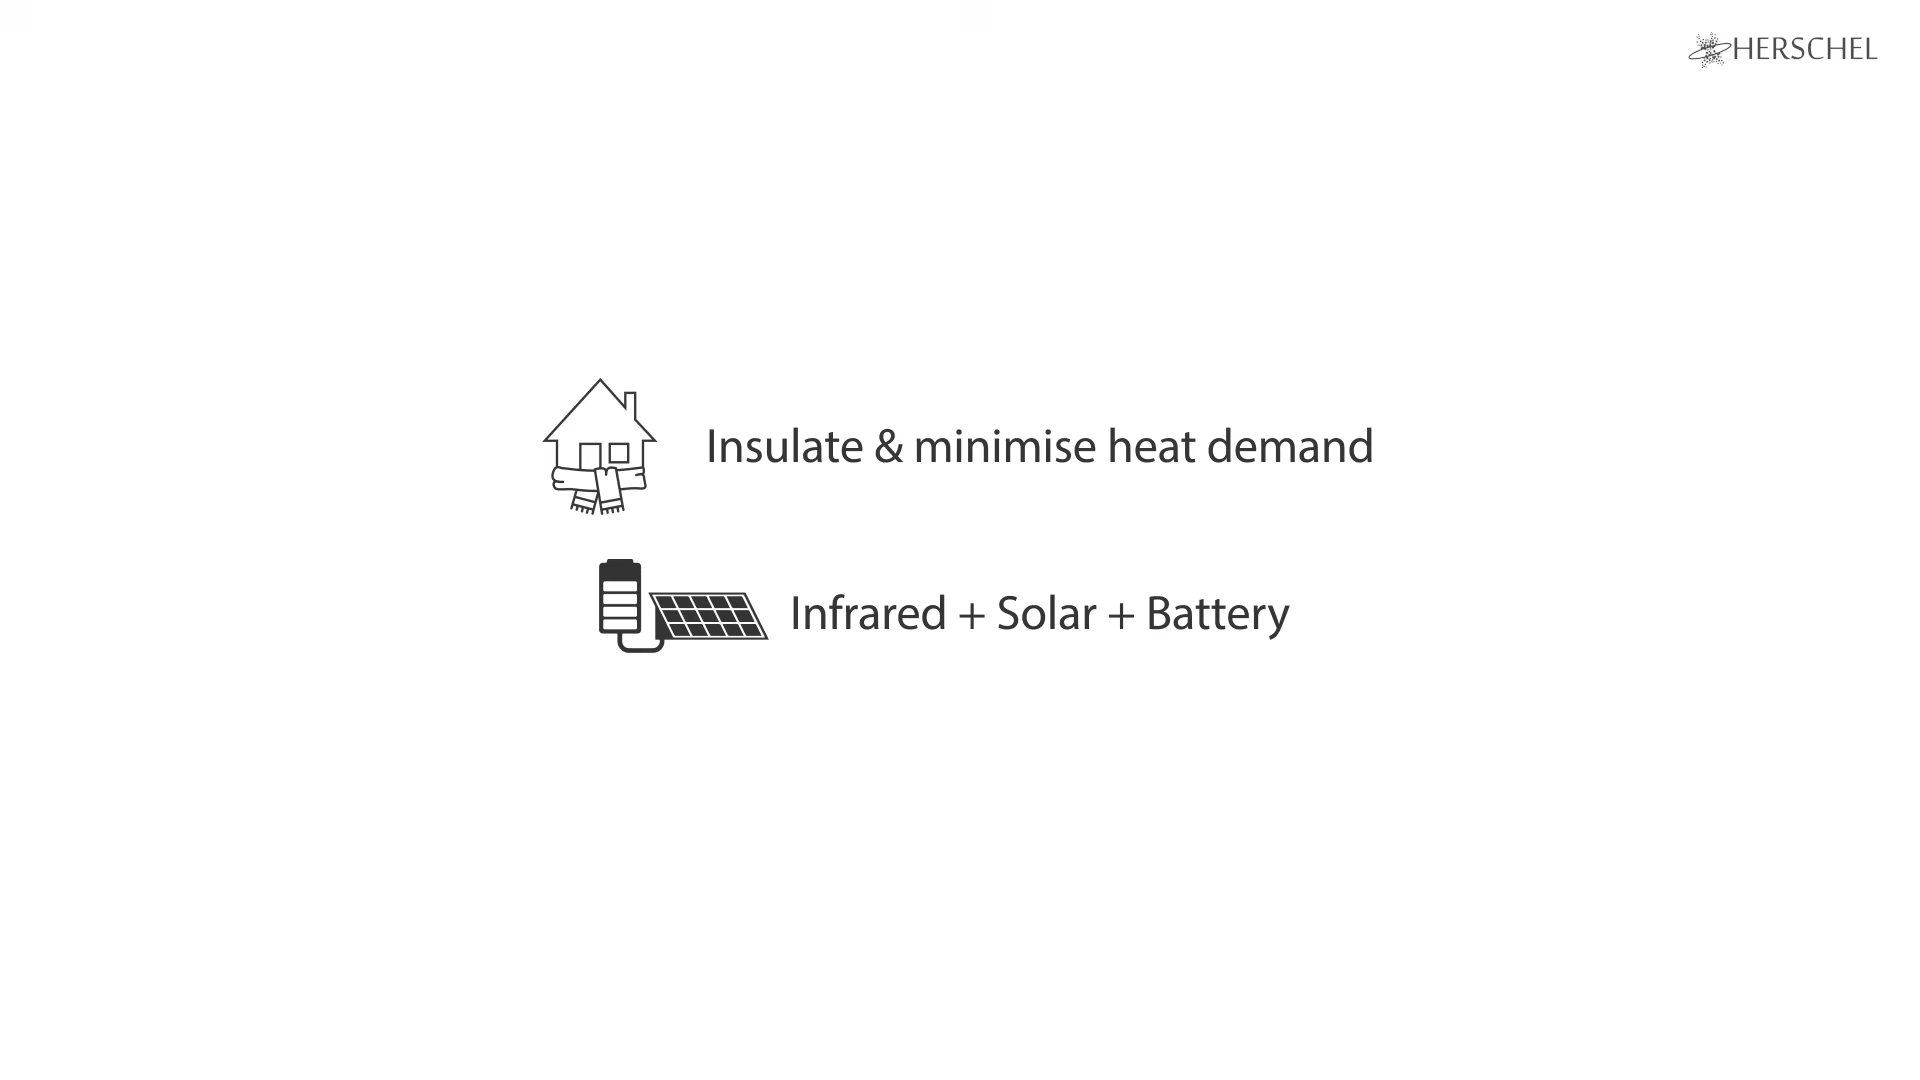 HERSCHEL
Insulate & minimise heat demand
Infrared + Solar + Battery